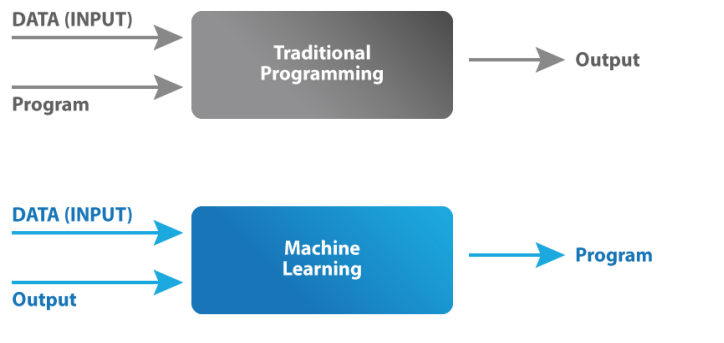 DATA (INPUT)
Program
Traditional
Programming
Output
DATA (INPUT)
Output
Machine
Learning
Program